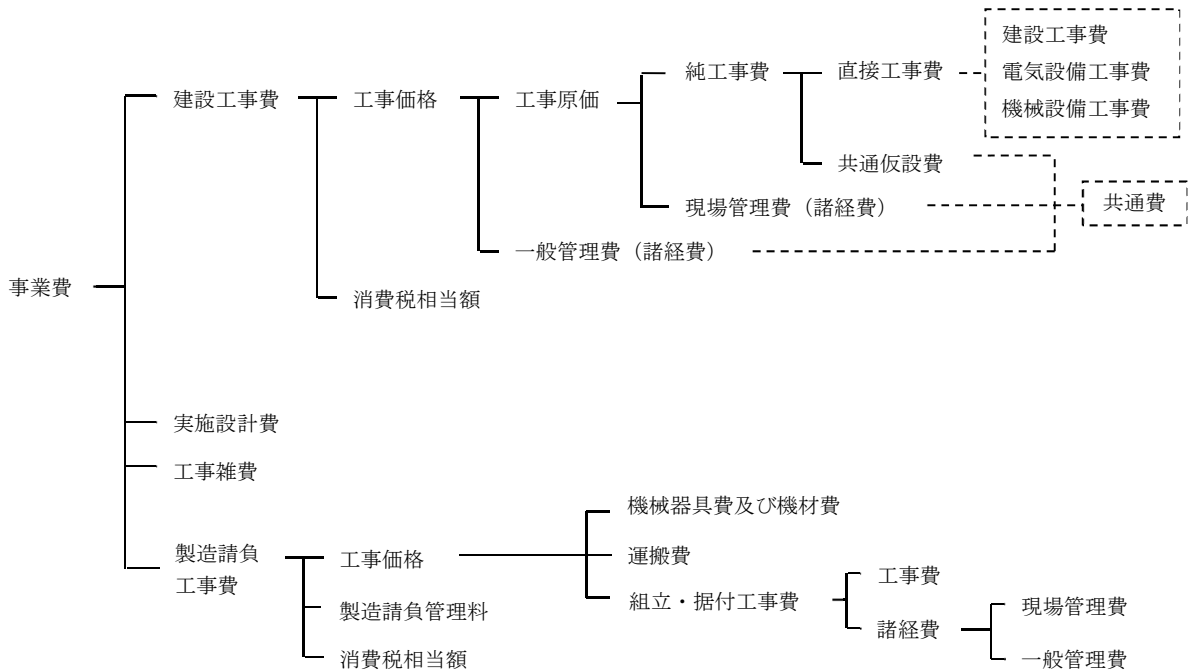 建設工事費
電気設備工事費
機械設備工事費
純工事費
直接工事費
建設工事費
工事価格
工事原価
共通仮設費
現場管理費（諸経費）
共通費
一般管理費（諸経費）
事業費
消費税相当額
実施設計費
工事雑費
製造請負
工事費
工事価格
製造請負管理料
消費税相当額
機械器具費及び機材費
運搬費
組立・据付工事費
工事費
諸経費
現場管理費
一般管理費